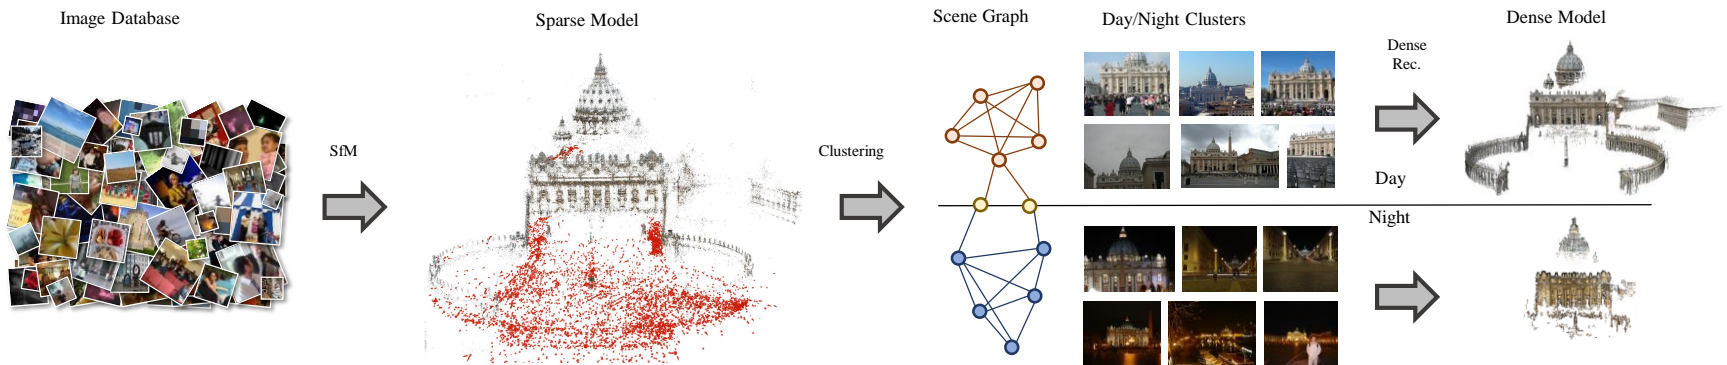 Image Database
Sparse Model
Scene Graph
Day/Night Clusters
Dense Model
SfM
Clustering
Dense
Rec.
Day
Night